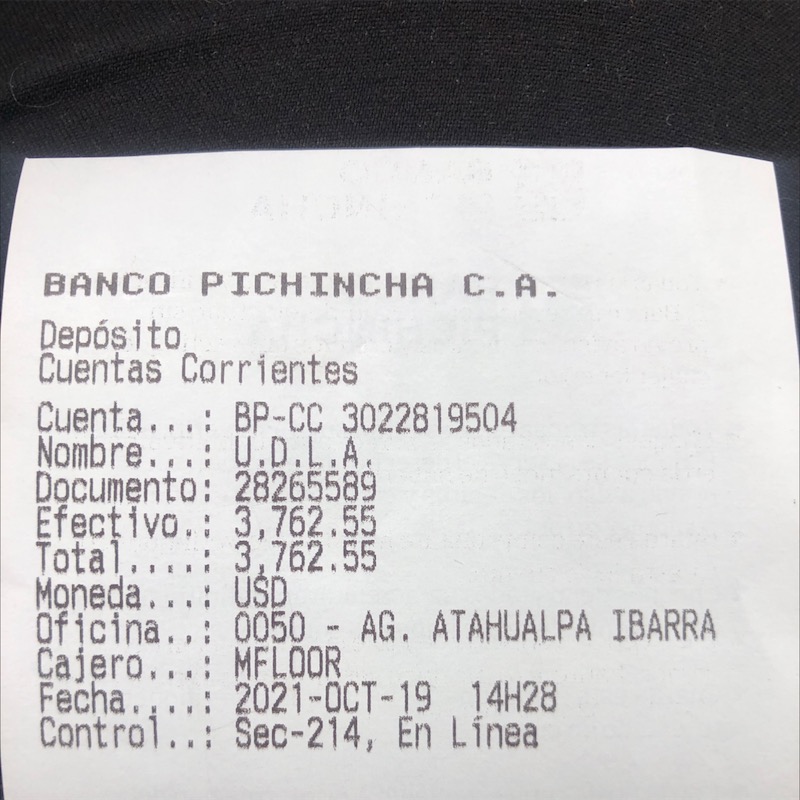 BANCO PICHINCHA C.A.
Depósito
Cuentas Corrientes
Cuenta...: BP-CC 3022819504
Nombre...: U.D.L.A.
Documento: 28265589
Efectivo.: 3,762.55
Total....: 3,762.55
Moneda...: USD
Oficina..: 0050 - AG. ATAHUALPA IBARRA
Cajero...: MFLOOR
Fecha....: 2021-OCT-19 14H28
Control..: Sec-214, En Línea